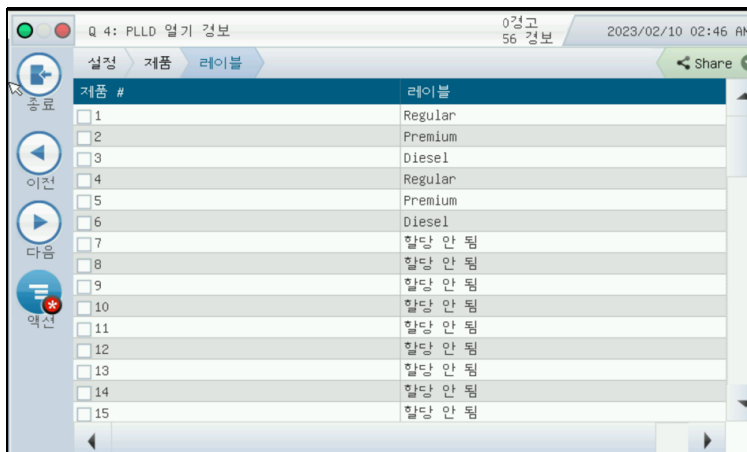 Q 4: PLLD 열기 경보
0경고
56 경보
2023/02/10 02:46 AM
설정 제품 레이블
Share
종료
이전
다음
액션
제품 # 레이블
1 Regular
2 Premium
3 Diesel
4 Regular
5 Premium
6 Diesel
7 할당 안 됨
8 할당 안 됨
9 할당 안 됨
10 할당 안 됨
11 할당 안 됨
12 할당 안 됨
13 할당 안 됨
14 할당 안 됨
15 할당 안 됨